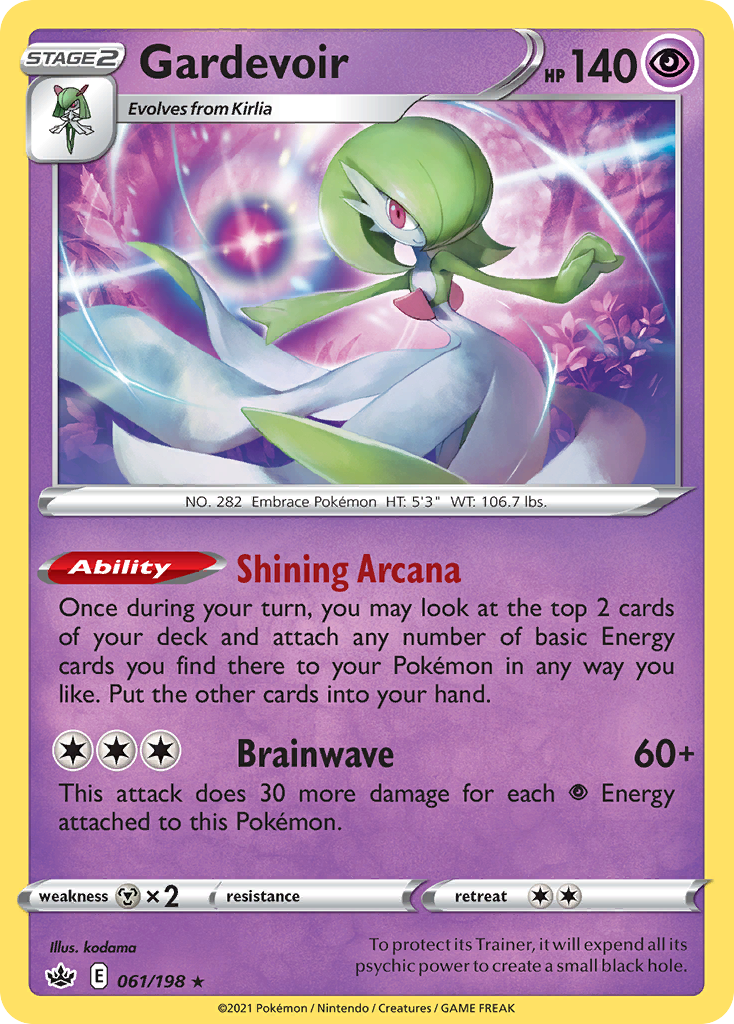 STAGE 2
Gardevoir
HP 140
Evolves from Kirlia
NO. 282 Embrace Pokémon HT: 5'3" WT: 106.7 lbs.
Ability Shining Arcana
Once during your turn, you may look at the top 2 cards
of your deck and attach any number of basic Energy
cards you find there to your Pokémon in any way you
like. Put the other cards into your hand.
Brainwave 60+
This attack does 30 more damage for each Energy
attached to this Pokémon.
weakness ×2 resistance retreat
Illus. kodama
To protect its Trainer, it will expend all its
psychic power to create a small black hole.
E 061/198 ★
©2021 Pokémon / Nintendo / Creatures / GAME FREAK